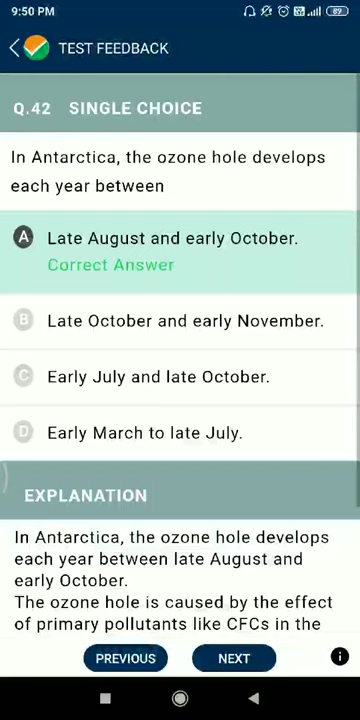 9:50 PM
89
TEST FEEDBACK
Q.42 SINGLE CHOICE
In Antarctica, the ozone hole develops
each year between
A Late August and early October.
Correct Answer
B Late October and early November.
C Early July and late October.
D Early March to late July.
EXPLANATION
In Antarctica, the ozone hole develops
each year between late August and
early October.
The ozone hole is caused by the effect
of primary pollutants like CFCs in the
PREVIOUS NEXT i